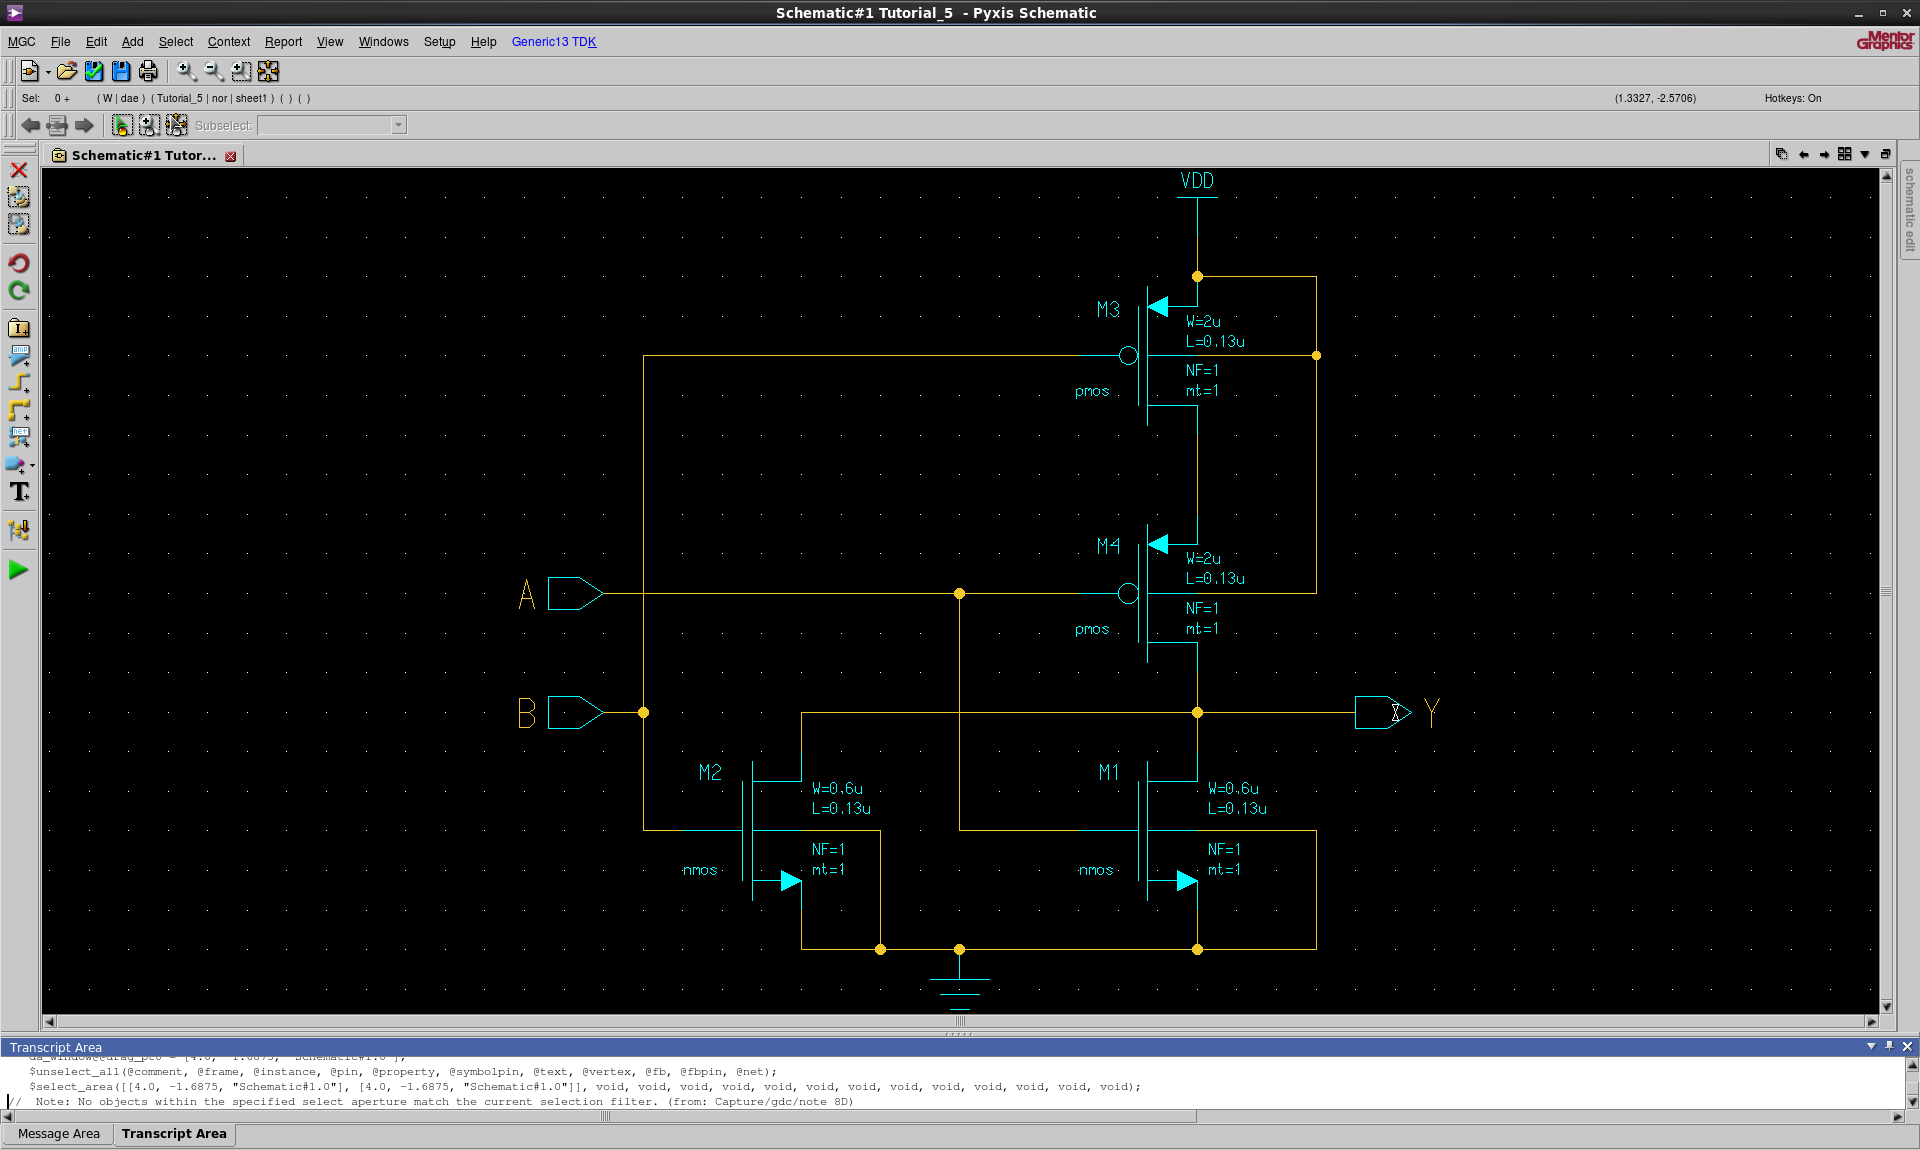 Schematic#1 Tutorial_5 - Pyxis Schematic
MGC File Edit Add Select Context Report View Windows Setup Help Generic13 TDK
Mentor Graphics
Sel: 0 + ( W | dae ) ( Tutorial_5 | nor | sheet1 ) ( ) ( ) (1.3327, -2.5706) Hotkeys: On
Subselect:
Schematic#1 Tutor...
schematic edit
VDD
M3
W=2u
L=0.13u
NF=1
pmos mt=1
M4
W=2u
L=0.13u
A
NF=1
pmos mt=1
B Y
M2 M1
W=0.6u W=0.6u
L=0.13u L=0.13u
NF=1 NF=1
nmos mt=1 nmos mt=1
T
Transcript Area
$unselect_all(@comment, @frame, @instance, @pin, @property, @symbolpin, @text, @vertex, @fb, @fbpin, @net);
$select_area([[4.0, -1.6875, "Schematic#1.0"], [4.0, -1.6875, "Schematic#1.0"]], void, void, void, void, void, void, void, void, void, void, void, void, void);
// Note: No objects within the specified select aperture match the current selection filter. (from: Capture/gdc/note 8D)
Message Area Transcript Area